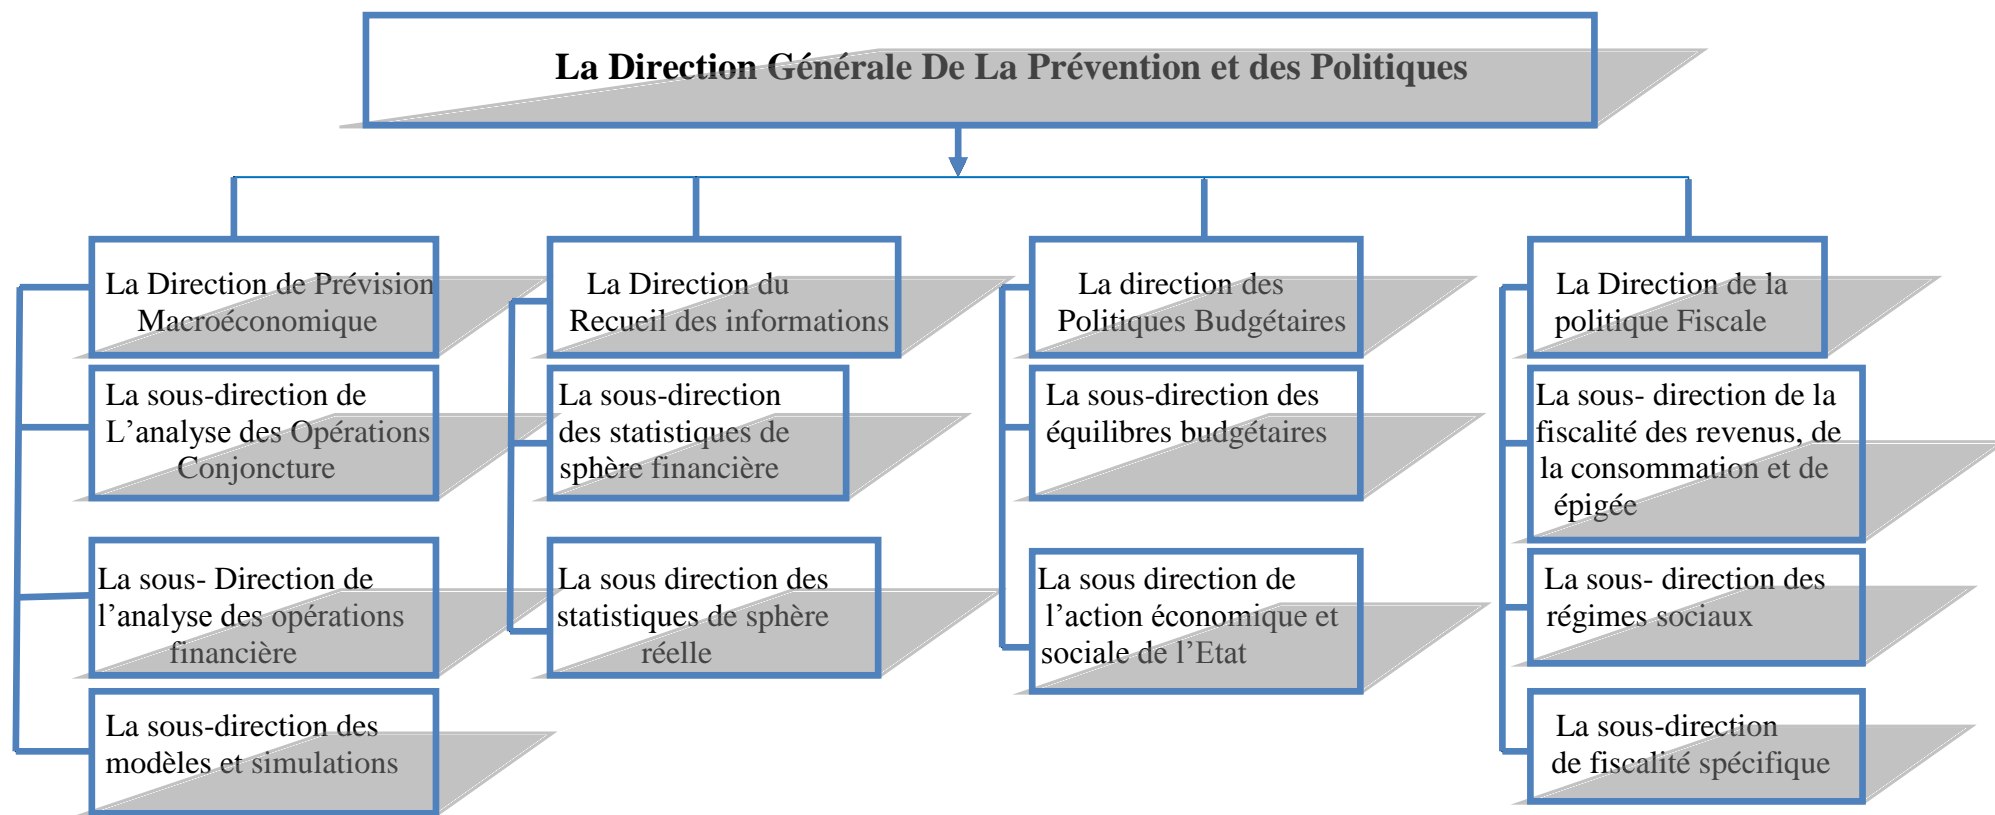 La Direction Générale De La Prévention et des Politiques
La Direction de Prévision
Macroéconomique
La sous-direction de
L’analyse des Opérations
Conjoncture
La sous- Direction de
l’analyse des opérations
financière
La sous-direction des
modèles et simulations
La Direction du
Recueil des informations
La sous-direction
des statistiques de
sphère financière
La sous direction des
statistiques de sphère
réelle
La direction des
Politiques Budgétaires
La sous-direction des
équilibres budgétaires
La sous direction de
l’action économique et
sociale de l’Etat
La Direction de la
politique Fiscale
La sous- direction de la
fiscalité des revenus, de
la consommation et de
épigée
La sous- direction des
régimes sociaux
La sous-direction
de fiscalité spécifique